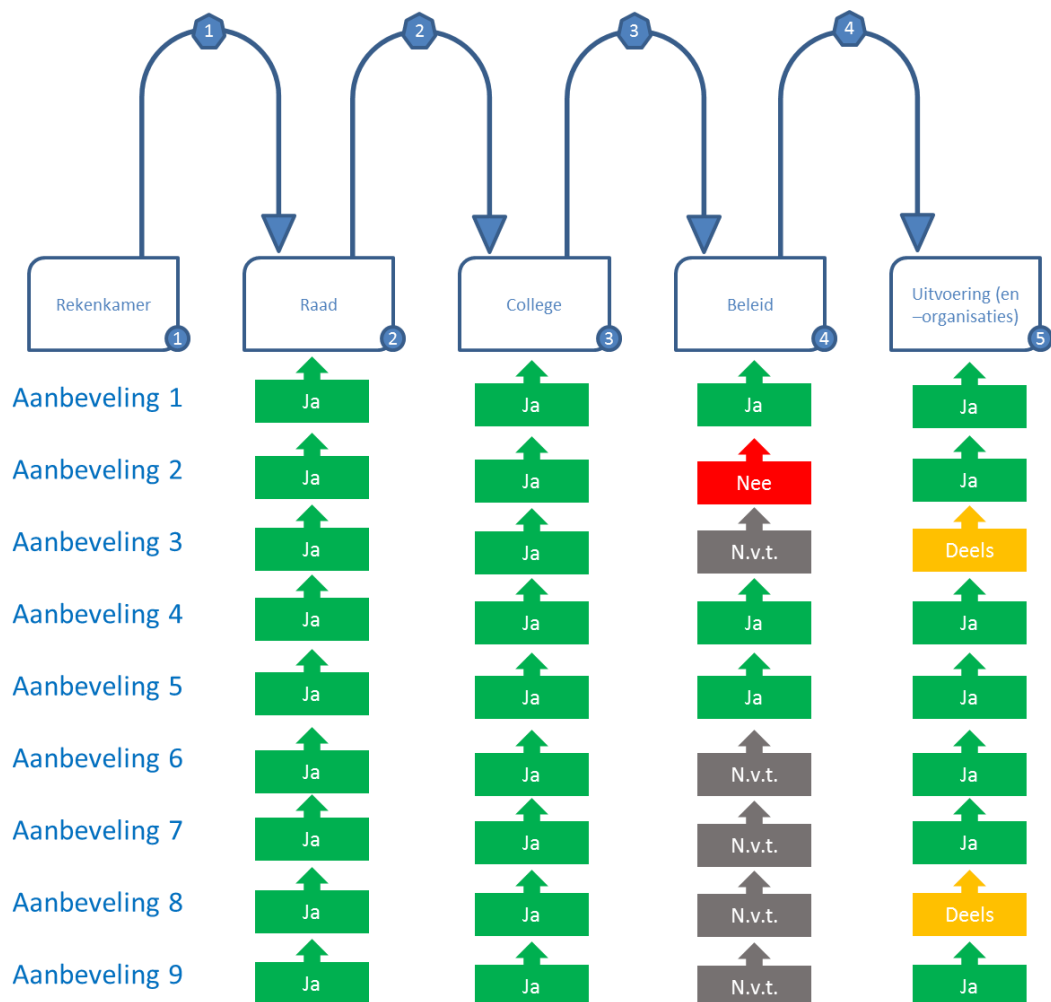 1 2 3 4
Rekenkamer
1
Raad
2
College
3
Beleid
4
Uitvoering (en
–organisaties)
5
Aanbeveling 1 Ja Ja Ja Ja
Aanbeveling 2 Ja Ja Nee Ja
Aanbeveling 3 Ja Ja N.v.t. Deels
Aanbeveling 4 Ja Ja Ja Ja
Aanbeveling 5 Ja Ja Ja Ja
Aanbeveling 6 Ja Ja N.v.t. Ja
Aanbeveling 7 Ja Ja N.v.t. Ja
Aanbeveling 8 Ja Ja N.v.t. Deels
Aanbeveling 9 Ja Ja N.v.t. Ja